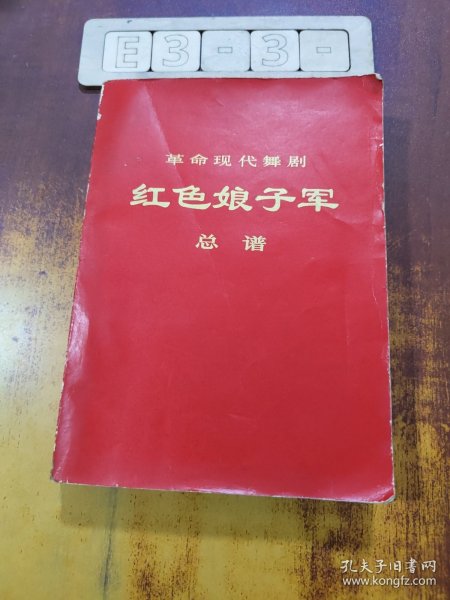 E3-3-
革命现代舞剧
红色娘子军
总谱
孔夫子旧书网
www.kongfz.com